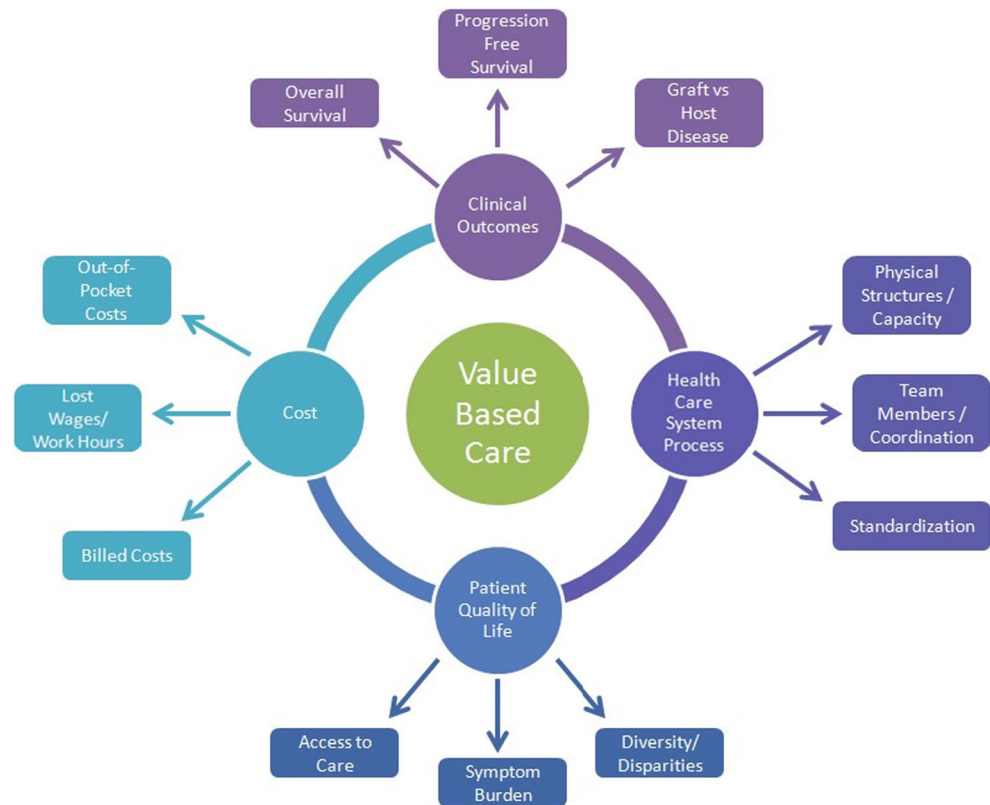 Progression
Free
Survival
Overall
Survival
Graft vs
Host
Disease
Clinical
Outcomes
Out-of-
Pocket
Costs
Physical
Structures /
Capacity
Lost
Wages/
Work Hours
Cost
Value
Based
Care
Health
Care
System
Process
Team
Members /
Coordination
Billed Costs
Standardization
Patient
Quality of
Life
Access to
Care
Symptom
Burden
Diversity/
Disparities